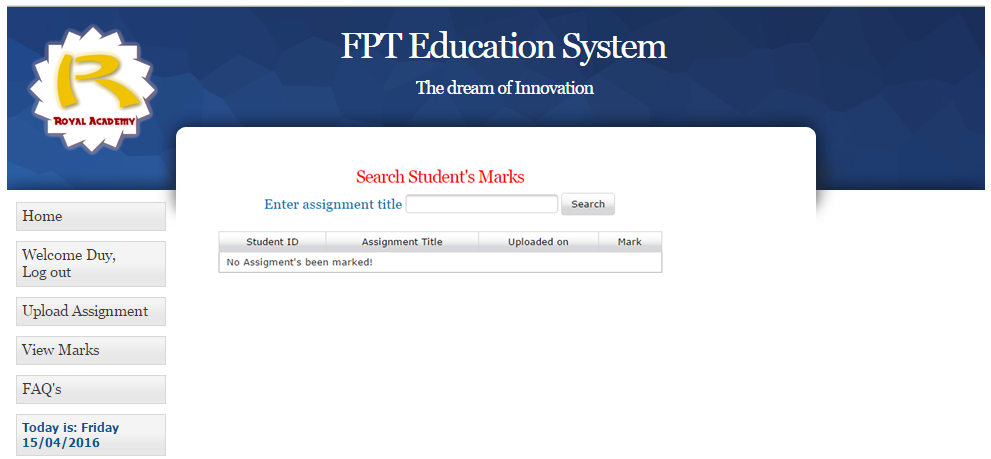 FPT Education System
The dream of Innovation
R
ROYAL ACADEMY
Search Student's Marks
Enter assignment title Search
Student ID Assignment Title Uploaded on Mark
No Assigment's been marked!
Home
Welcome Duy,
Log out
Upload Assignment
View Marks
FAQ's
Today is: Friday
15/04/2016